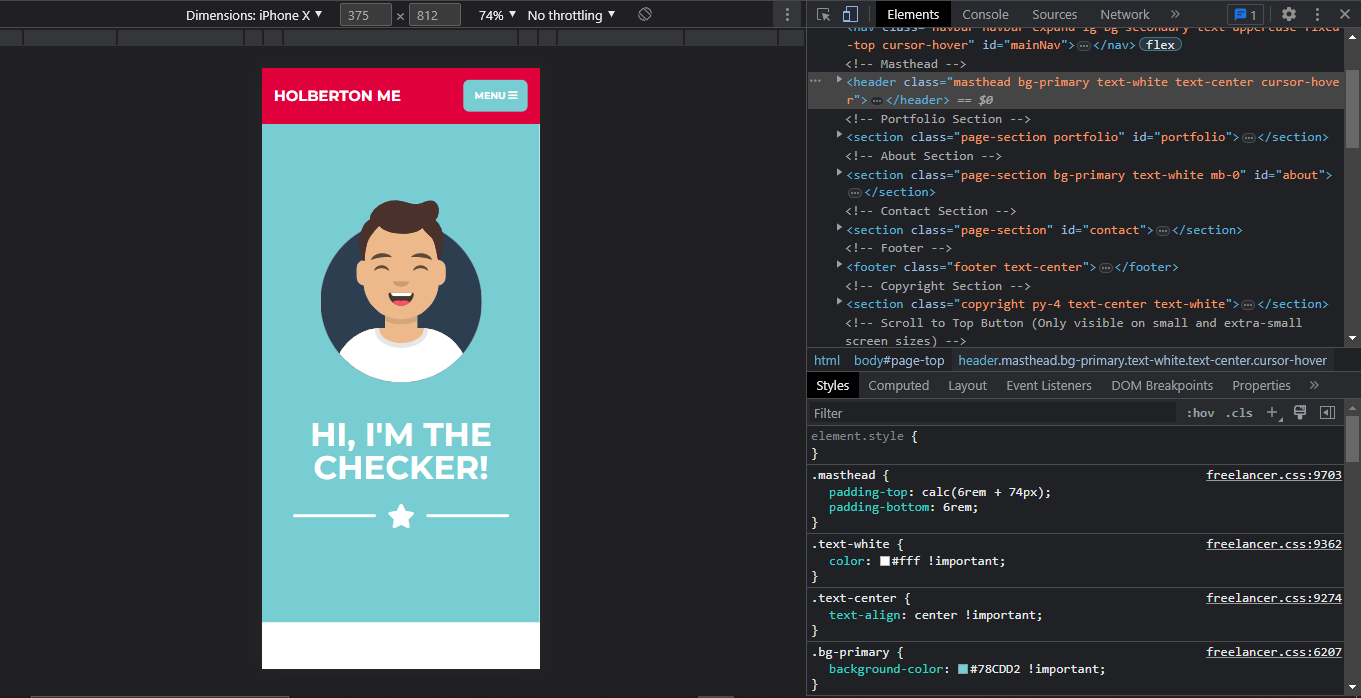 Dimensions: iPhone X ▼ 375 × 812 74% ▼ No throttling ▼
HOLBERTON ME
MENU
HI, I'M THE
CHECKER!
Elements Console Sources Network » 1
<nav class="navbar navbar-expand-lg bg-secondary text-uppercase fixed
-top cursor-hover" id="mainNav">…</nav> flex
<!-- Masthead -->
<header class="masthead bg-primary text-white text-center cursor-hove
r">…</header> == $0
<!-- Portfolio Section -->
<section class="page-section portfolio" id="portfolio">…</section>
<!-- About Section -->
<section class="page-section bg-primary text-white mb-0" id="about">
…</section>
<!-- Contact Section -->
<section class="page-section" id="contact">…</section>
<!-- Footer -->
<footer class="footer text-center">…</footer>
<!-- Copyright Section -->
<section class="copyright py-4 text-center text-white">…</section>
<!-- Scroll to Top Button (Only visible on small and extra-small
screen sizes) -->
html body#page-top header.masthead.bg-primary.text-white.text-center.cursor-hover
Styles Computed Layout Event Listeners DOM Breakpoints Properties »
Filter :hov .cls +
element.style {
}
.masthead { freelancer.css:9703
padding-top: calc(6rem + 74px);
padding-bottom: 6rem;
}
.text-white { freelancer.css:9362
color: #fff !important;
}
.text-center { freelancer.css:9274
text-align: center !important;
}
.bg-primary { freelancer.css:6207
background-color: #78CDD2 !important;
}